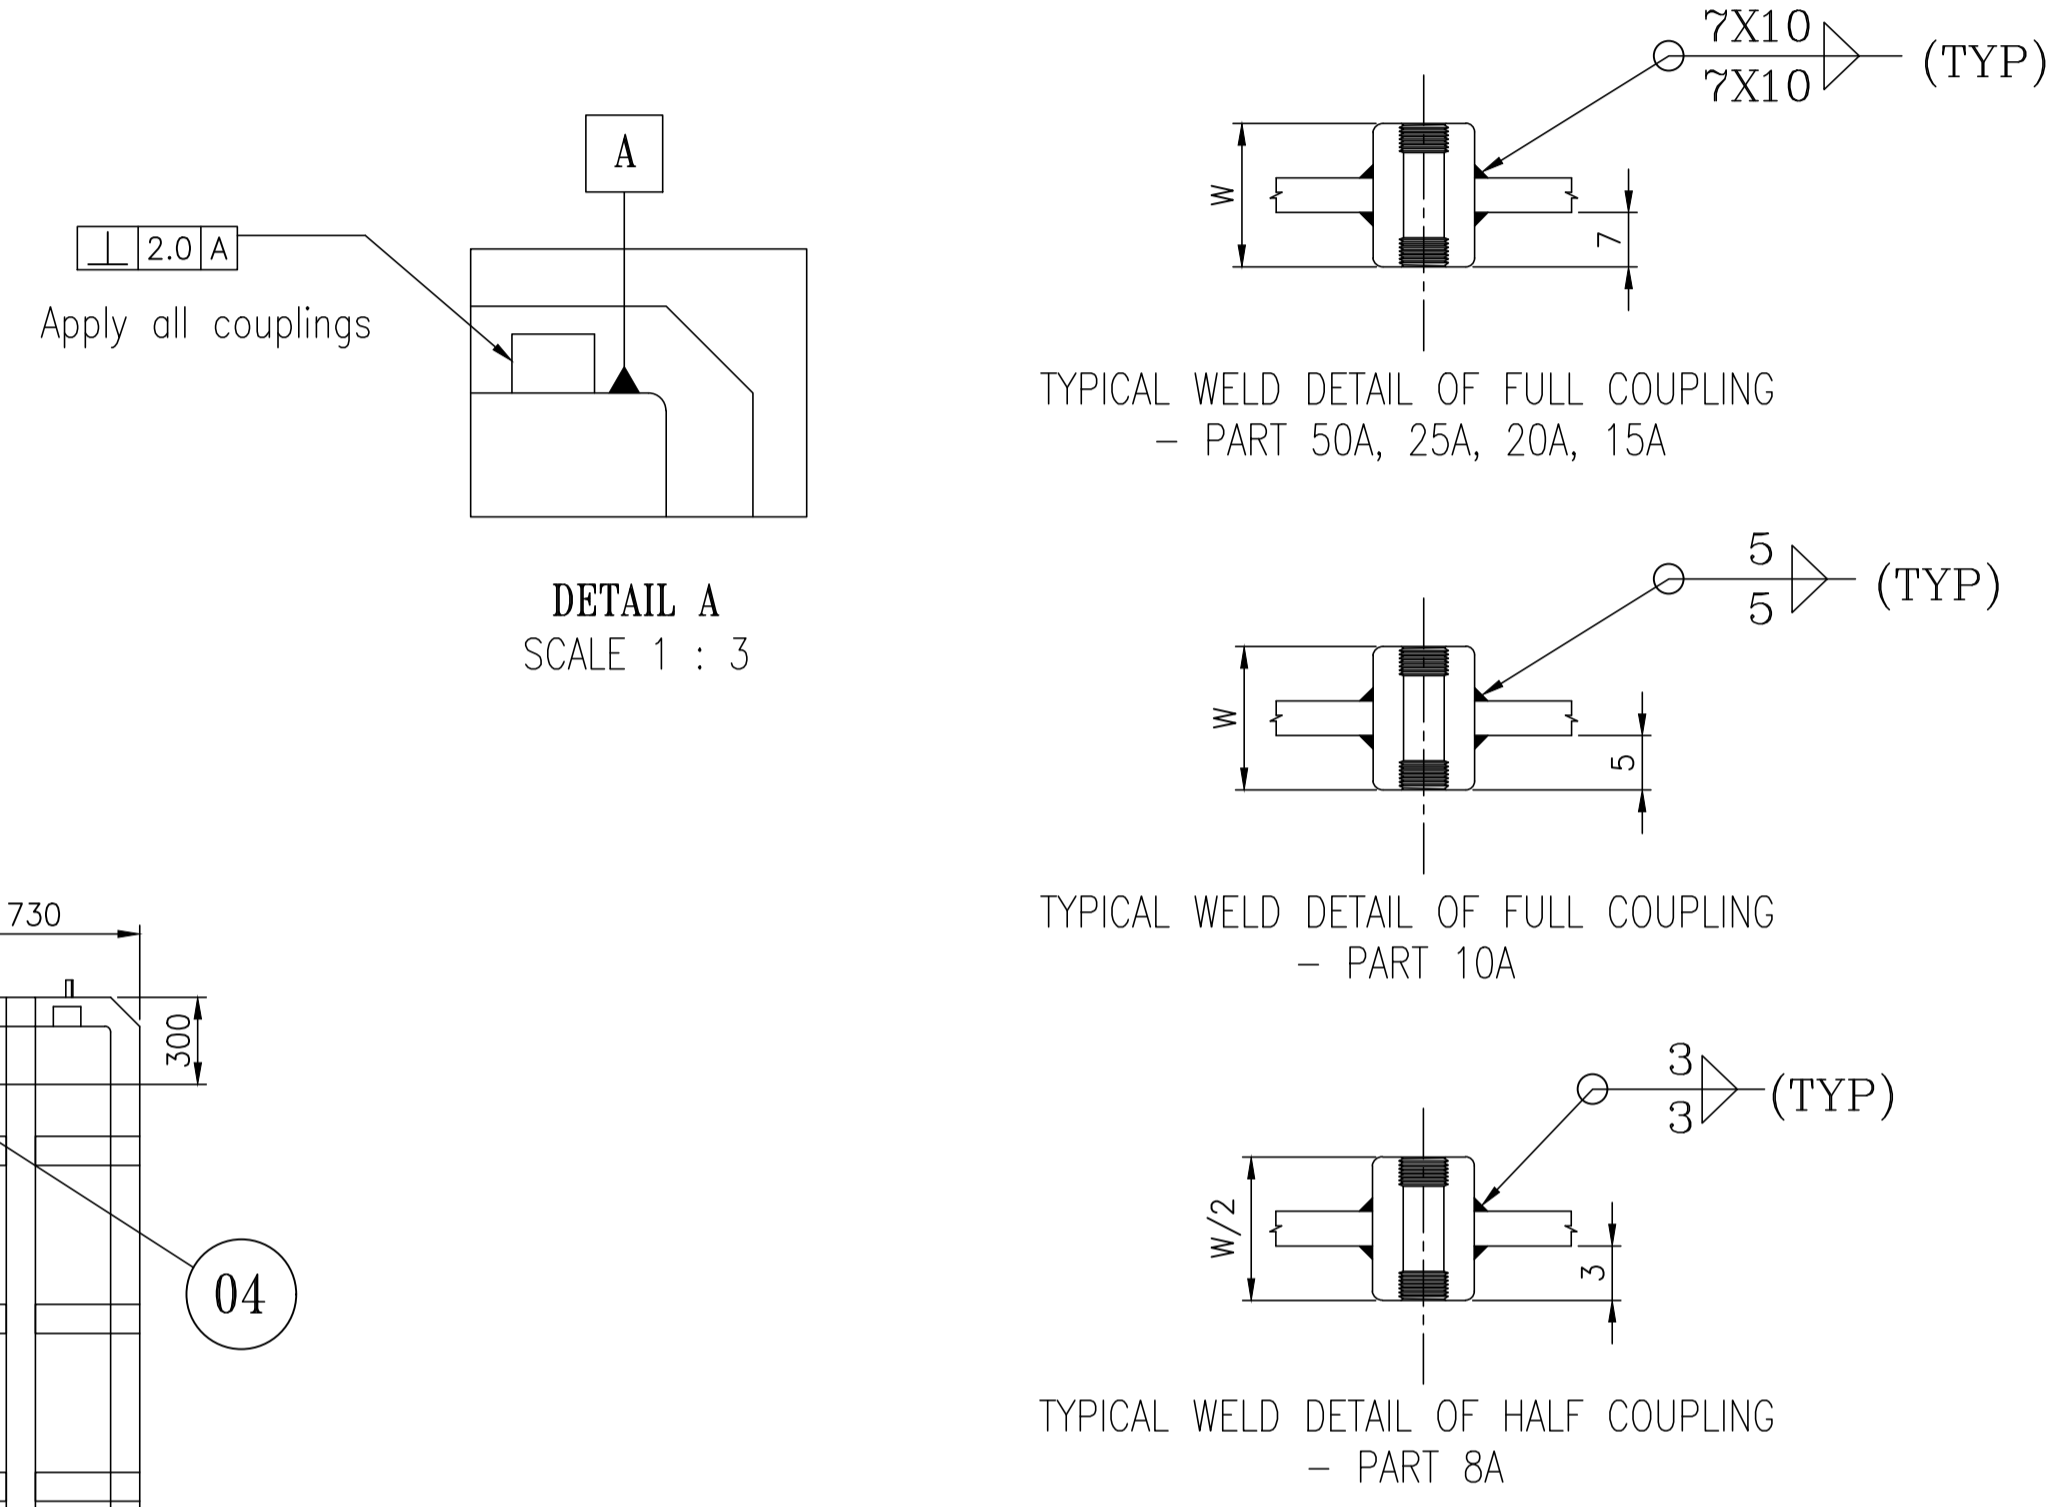 A
⊥ 2.0 A
Apply all couplings
DETAIL A
SCALE 1 : 3
730
300
04
7X10
7X10
(TYP)
W
7
TYPICAL WELD DETAIL OF FULL COUPLING
- PART 50A, 25A, 20A, 15A
5
5
(TYP)
W
5
TYPICAL WELD DETAIL OF FULL COUPLING
- PART 10A
3
3
(TYP)
W/2
3
TYPICAL WELD DETAIL OF HALF COUPLING
- PART 8A